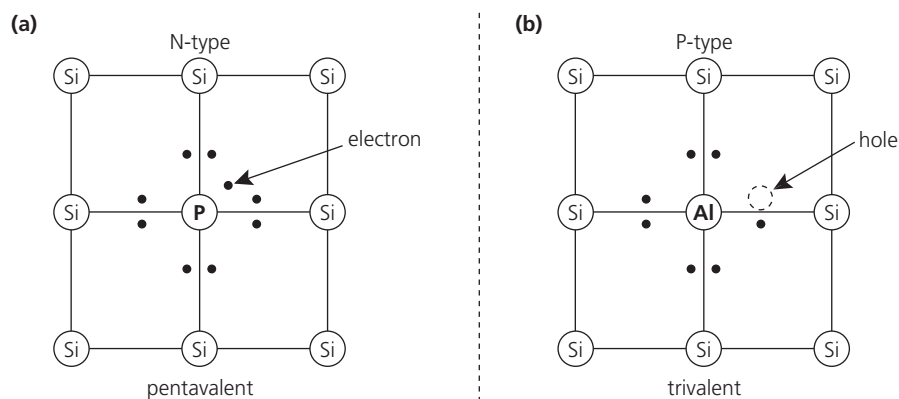 (a)
N-type
Si Si Si
electron
Si P Si
Si Si Si
pentavalent
(b)
P-type
Si Si Si
hole
Si Al Si
Si Si Si
trivalent